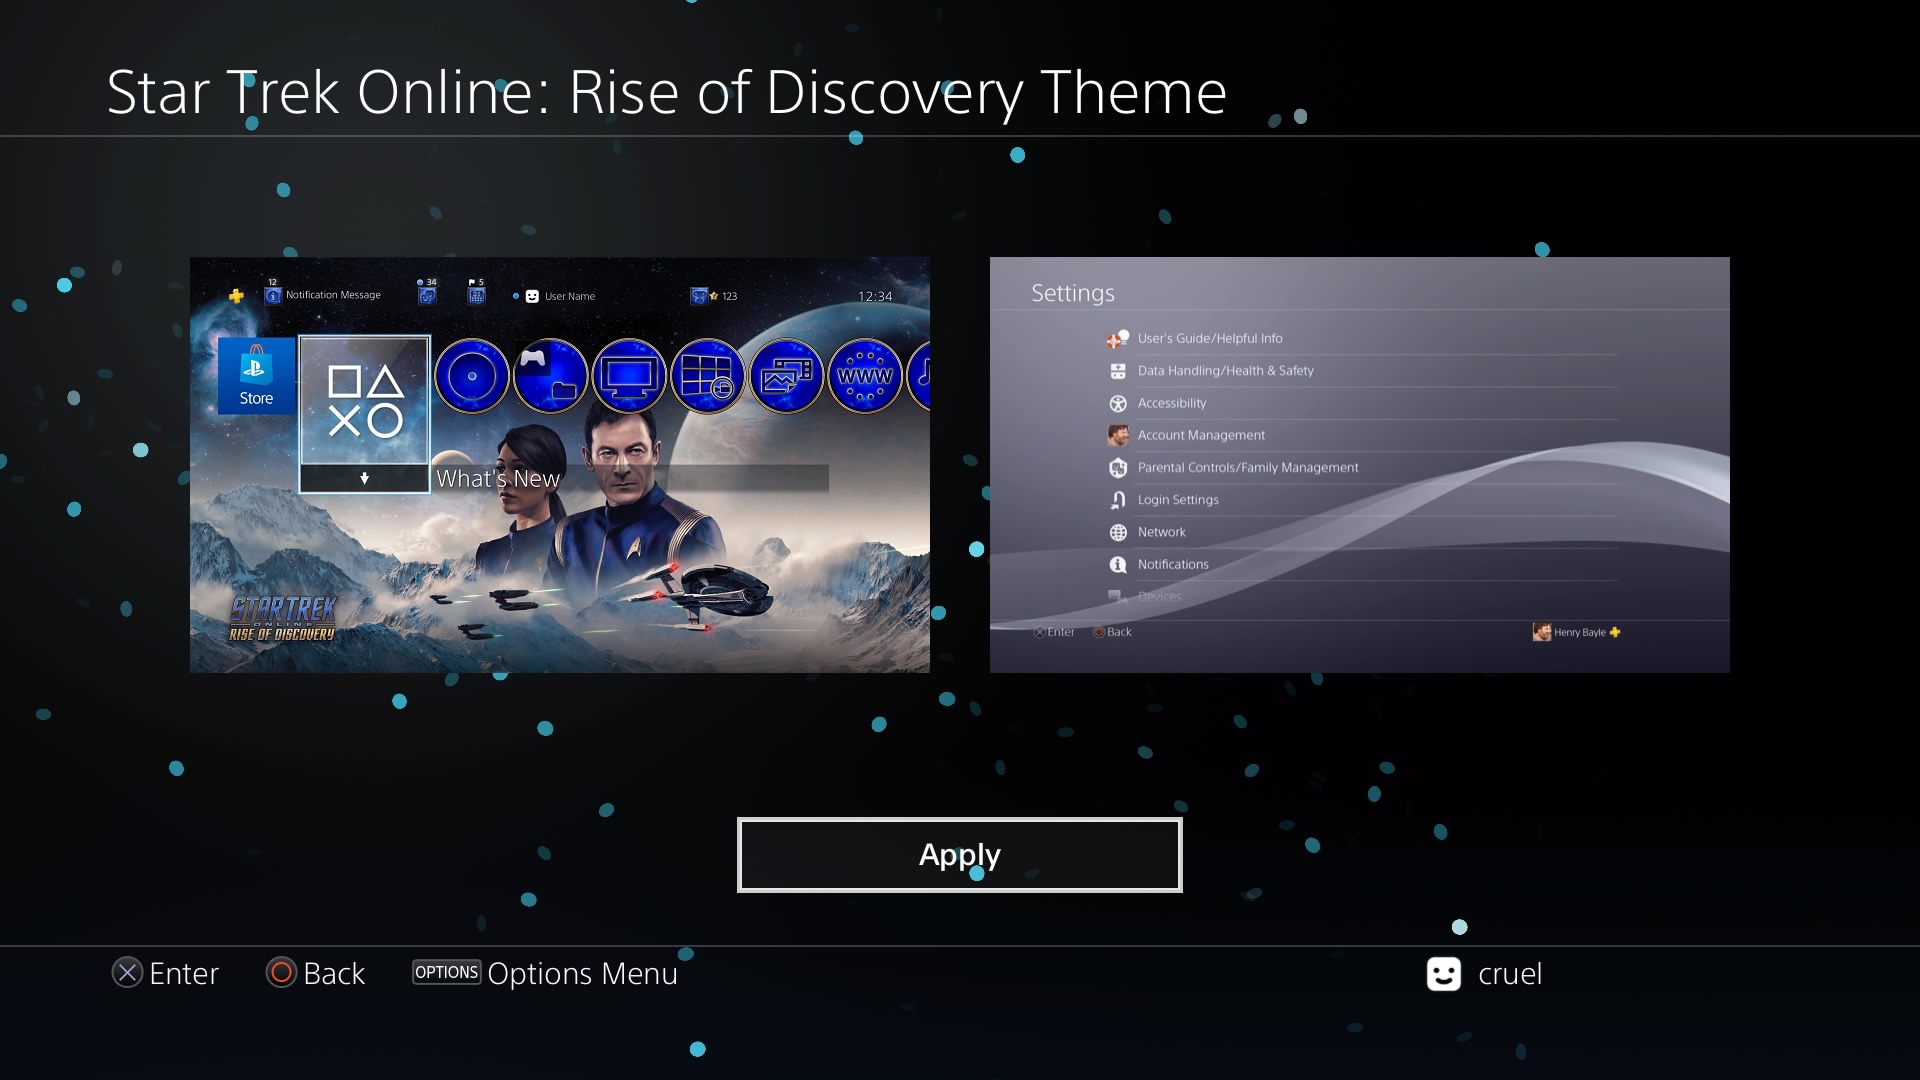 Star Trek Online: Rise of Discovery Theme
12
Notification Message
34
5
User Name
123
12:34
Store
WWW
What's New
STAR TREK
ONLINE
RISE OF DISCOVERY
Settings
User's Guide/Helpful Info
Data Handling/Health & Safety
Accessibility
Account Management
Parental Controls/Family Management
Login Settings
Network
Notifications
Devices
Enter
Back
Henry Bayle
Apply
Enter
Back
OPTIONS Options Menu
cruel